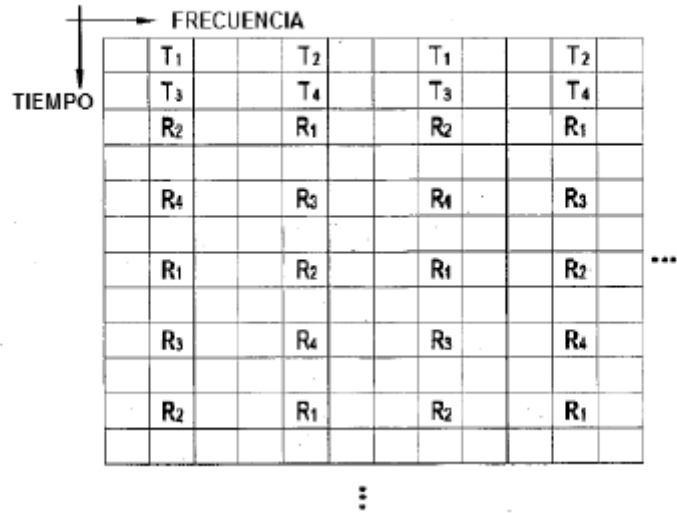 FRECUENCIA
TIEMPO
T1 T2 T1 T2
T3 T4 T3 T4
R2 R1 R2 R1
R4 R3 R4 R3
R1 R2 R1 R2
...
R3 R4 R3 R4
R2 R1 R2 R1